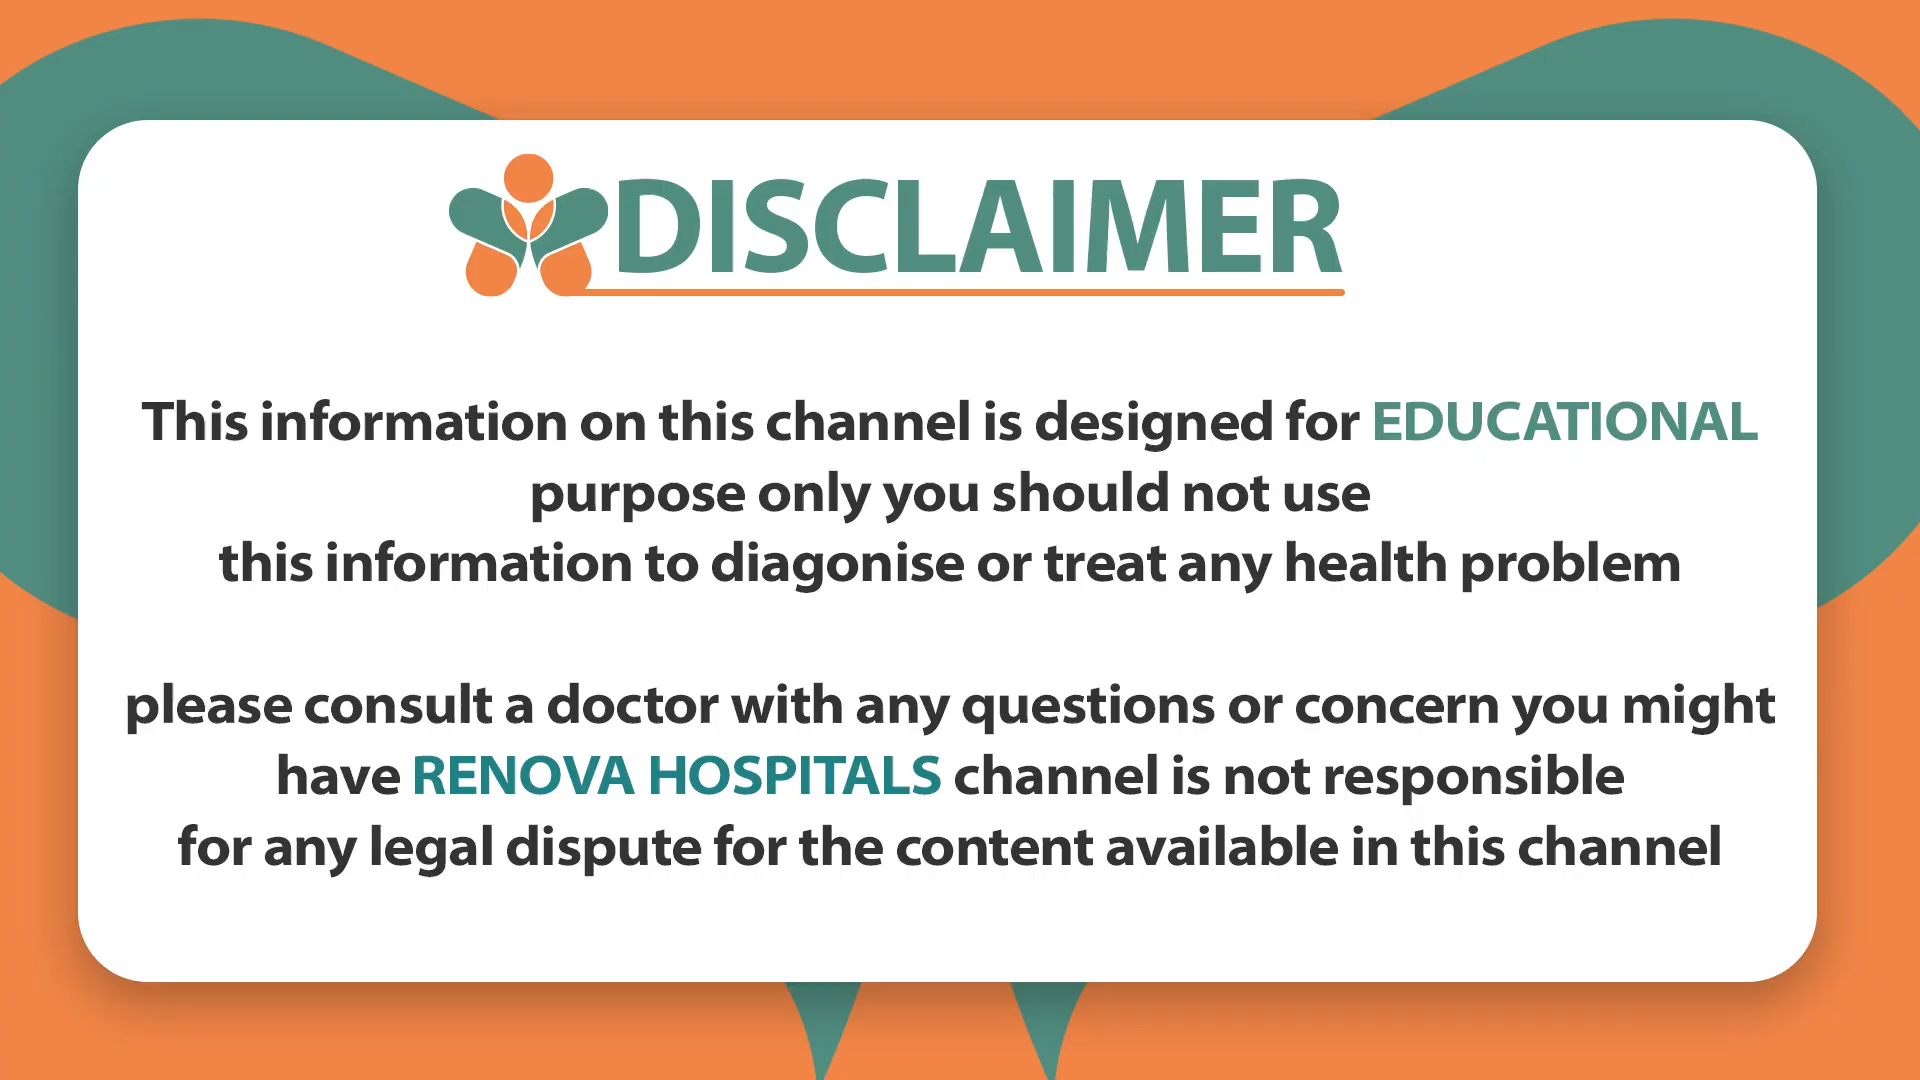 DISCLAIMER
This information on this channel is designed for EDUCATIONAL
purpose only you should not use
this information to diagonise or treat any health problem
please consult a doctor with any questions or concern you might
have RENOVA HOSPITALS channel is not responsible
for any legal dispute for the content available in this channel